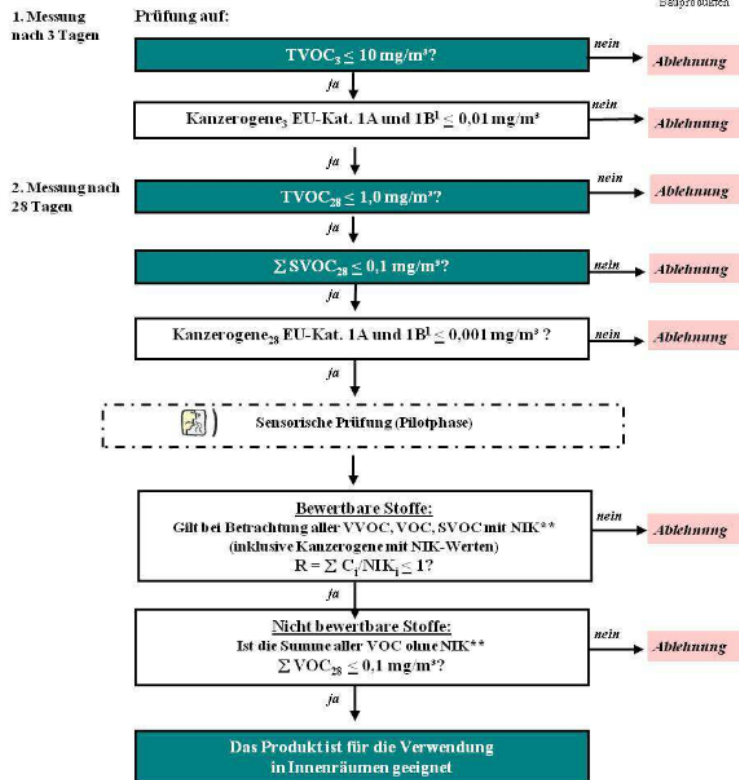 Bauprodukten
1. Messung
nach 3 Tagen
Prüfung auf:
TVOC₃ ≤ 10 mg/m³?
nein
Ablehnung
ja
Kanzerogene₃ EU-Kat. 1A und 1B¹ ≤ 0,01 mg/m³
nein
Ablehnung
ja
2. Messung nach
28 Tagen
TVOC₂₈ ≤ 1,0 mg/m³?
nein
Ablehnung
ja
∑ SVOC₂₈ ≤ 0,1 mg/m³?
nein
Ablehnung
ja
Kanzerogene₂₈ EU-Kat. 1A und 1B¹ ≤ 0,001 mg/m³ ?
nein
Ablehnung
ja
Sensorische Prüfung (Pilotphase)
Bewertbare Stoffe:
Gilt bei Betrachtung aller VVOC, VOC, SVOC mit NIK**
(inklusive Kanzerogene mit NIK-Werten)
R = ∑ Cᵢ/NIKᵢ ≤ 1?
nein
Ablehnung
ja
Nicht bewertbare Stoffe:
Ist die Summe aller VOC ohne NIK**
∑ VOC₂₈ ≤ 0,1 mg/m³?
nein
Ablehnung
ja
Das Produkt ist für die Verwendung
in Innenräumen geeignet